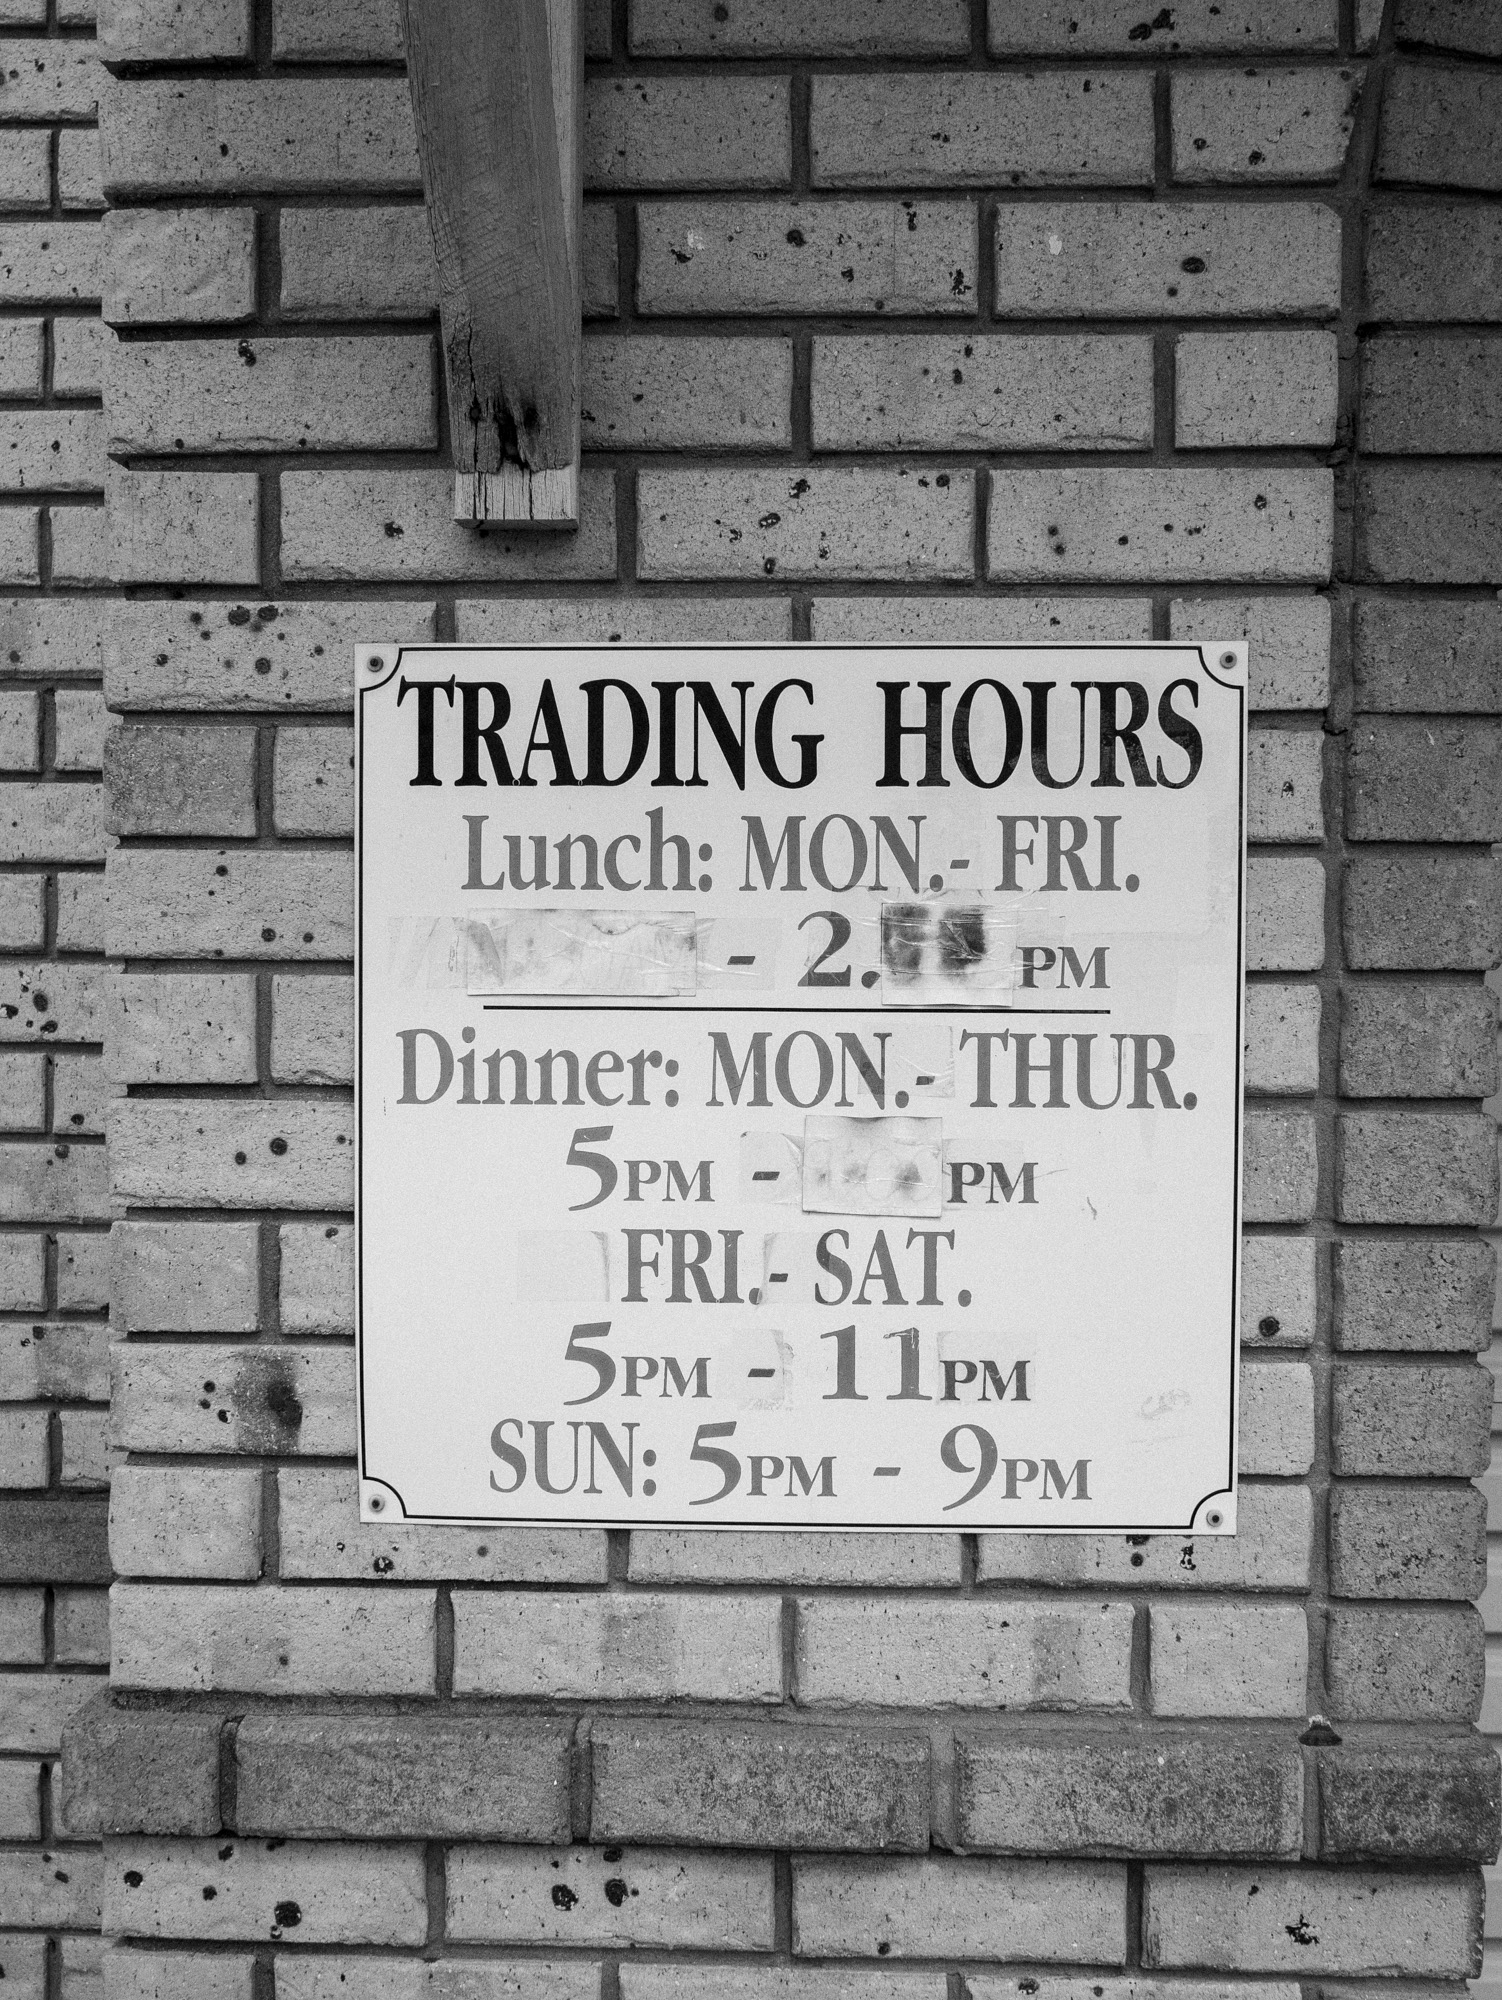 TRADING HOURS
Lunch: MON.- FRI.
- 2. PM
Dinner: MON.- THUR.
5PM - PM
FRI.- SAT.
5PM - 11PM
SUN: 5PM - 9PM